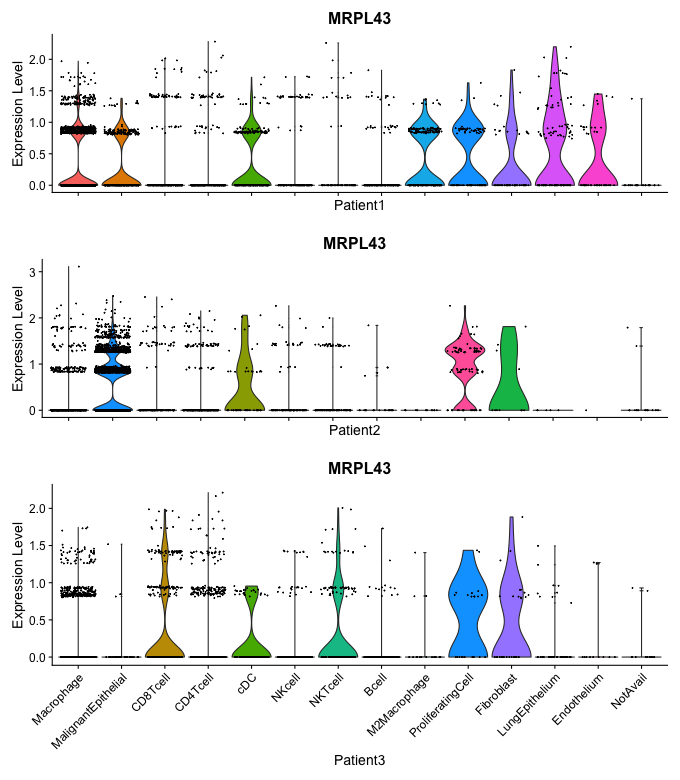 MRPL43
Expression Level
2.0
1.5
1.0
0.5
0.0
Patient1
MRPL43
Expression Level
3
2
1
0
Patient2
MRPL43
Expression Level
2.0
1.5
1.0
0.5
0.0
Macrophage
MalignantEpithelial
CD8Tcell
CD4Tcell
cDC
NKcell
NKTcell
Bcell
M2Macrophage
ProliferatingCell
Fibroblast
LungEpithelium
Endothelium
NotAvail
Patient3